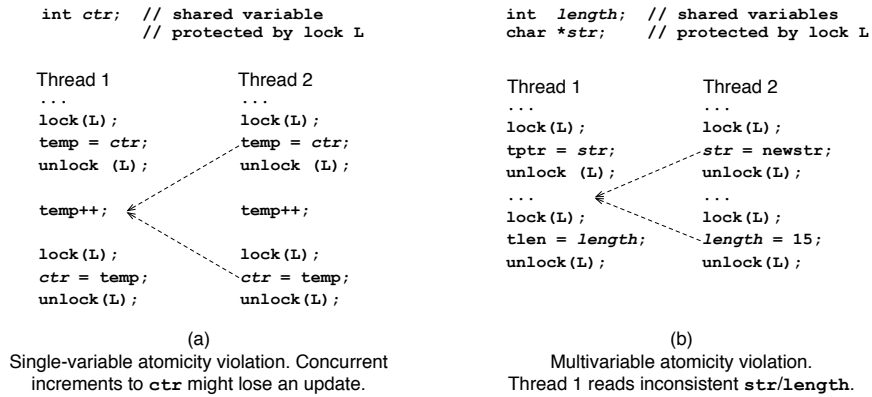 int ctr; // shared variable
// protected by lock L
Thread 1
...
lock(L);
temp = ctr;
unlock (L);
temp++;
lock(L);
ctr = temp;
unlock(L);
Thread 2
...
lock(L);
temp = ctr;
unlock (L);
temp++;
lock(L);
ctr = temp;
unlock(L);
(a)
Single-variable atomicity violation. Concurrent
increments to ctr might lose an update.
int length; // shared variables
char *str; // protected by lock L
Thread 1
...
lock(L);
tptr = str;
unlock (L);
...
lock(L);
tlen = length;
unlock(L);
Thread 2
...
lock(L);
str = newstr;
unlock(L);
...
lock(L);
length = 15;
unlock(L);
(b)
Multivariable atomicity violation.
Thread 1 reads inconsistent str/length.